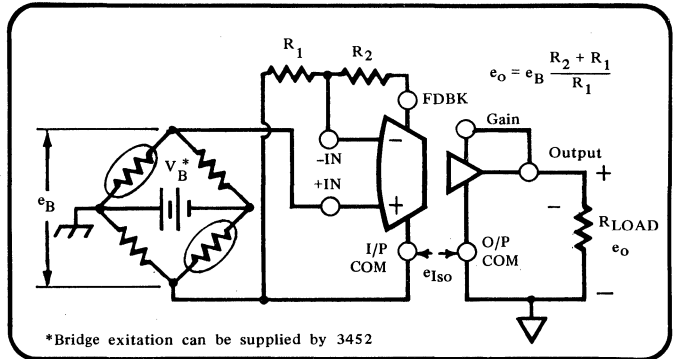 R1
R2
eo = eB (R2 + R1) / R1
FDBK
Gain
−IN
−
Output
+
VB*
eB
+IN
+
−
RLOAD
eo
I/P
COM
eIso
O/P
COM
−
*Bridge exitation can be supplied by 3452